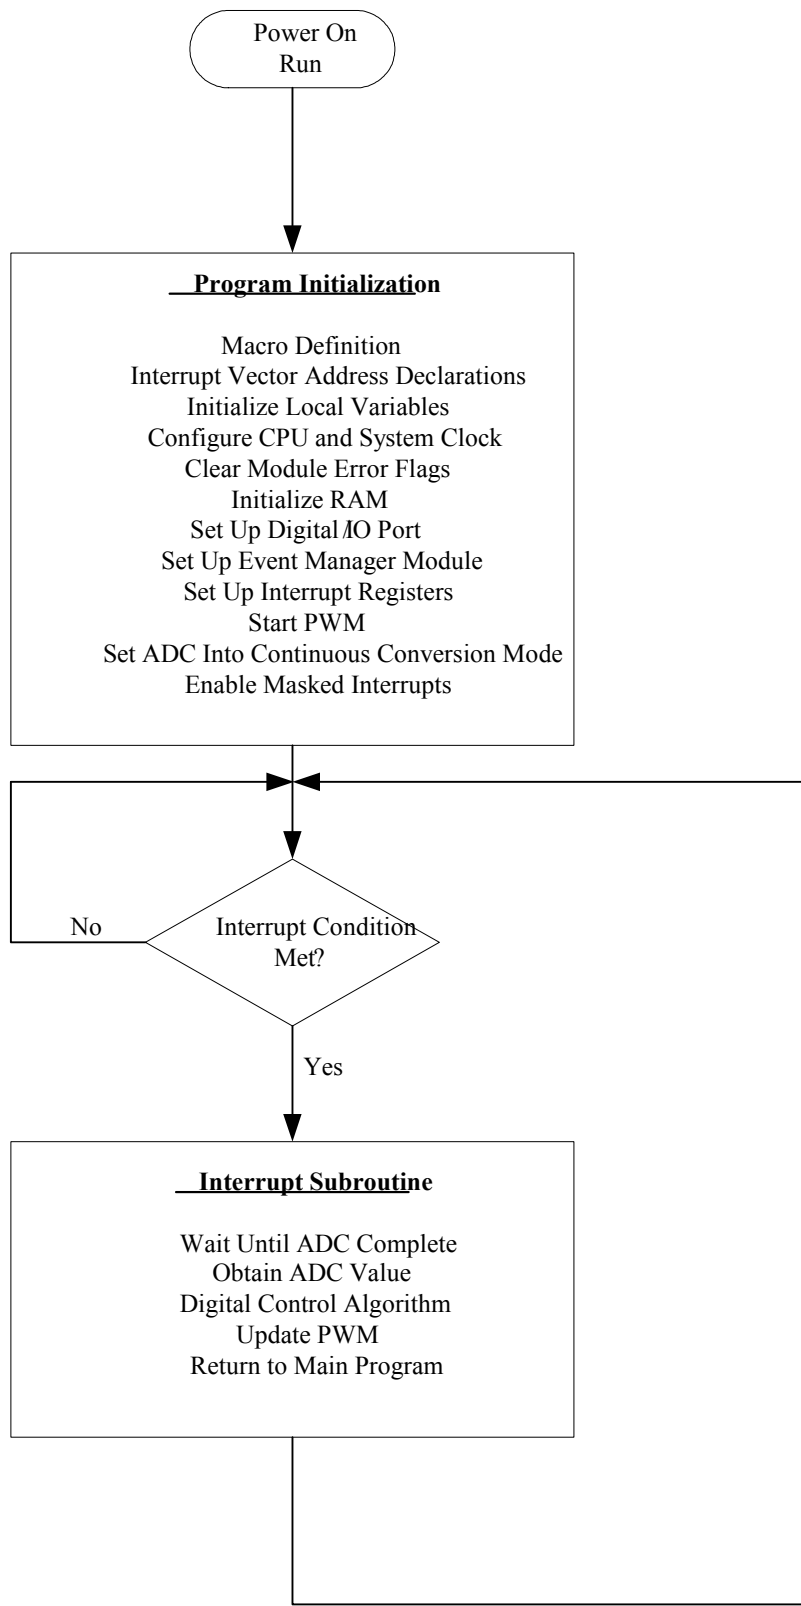 Power On
Run
Program Initialization
Macro Definition
Interrupt Vector Address Declarations
Initialize Local Variables
Configure CPU and System Clock
Clear Module Error Flags
Initialize RAM
Set Up Digital /IO Port
Set Up Event Manager Module
Set Up Interrupt Registers
Start PWM
Set ADC Into Continuous Conversion Mode
Enable Masked Interrupts
No
Interrupt Condition
Met?
Yes
Interrupt Subroutine
Wait Until ADC Complete
Obtain ADC Value
Digital Control Algorithm
Update PWM
Return to Main Program